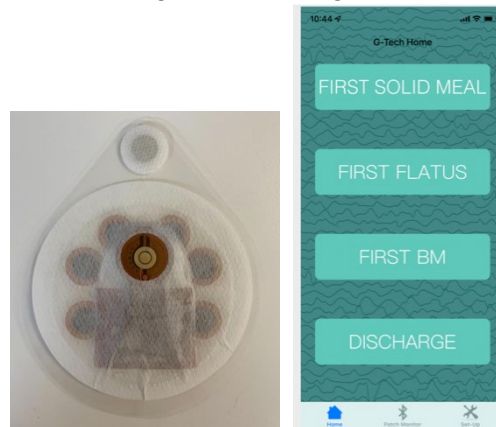 10:44
G-Tech Home
FIRST SOLID MEAL
FIRST FLATUS
FIRST BM
DISCHARGE
Home
Patch Monitor
Set-Up